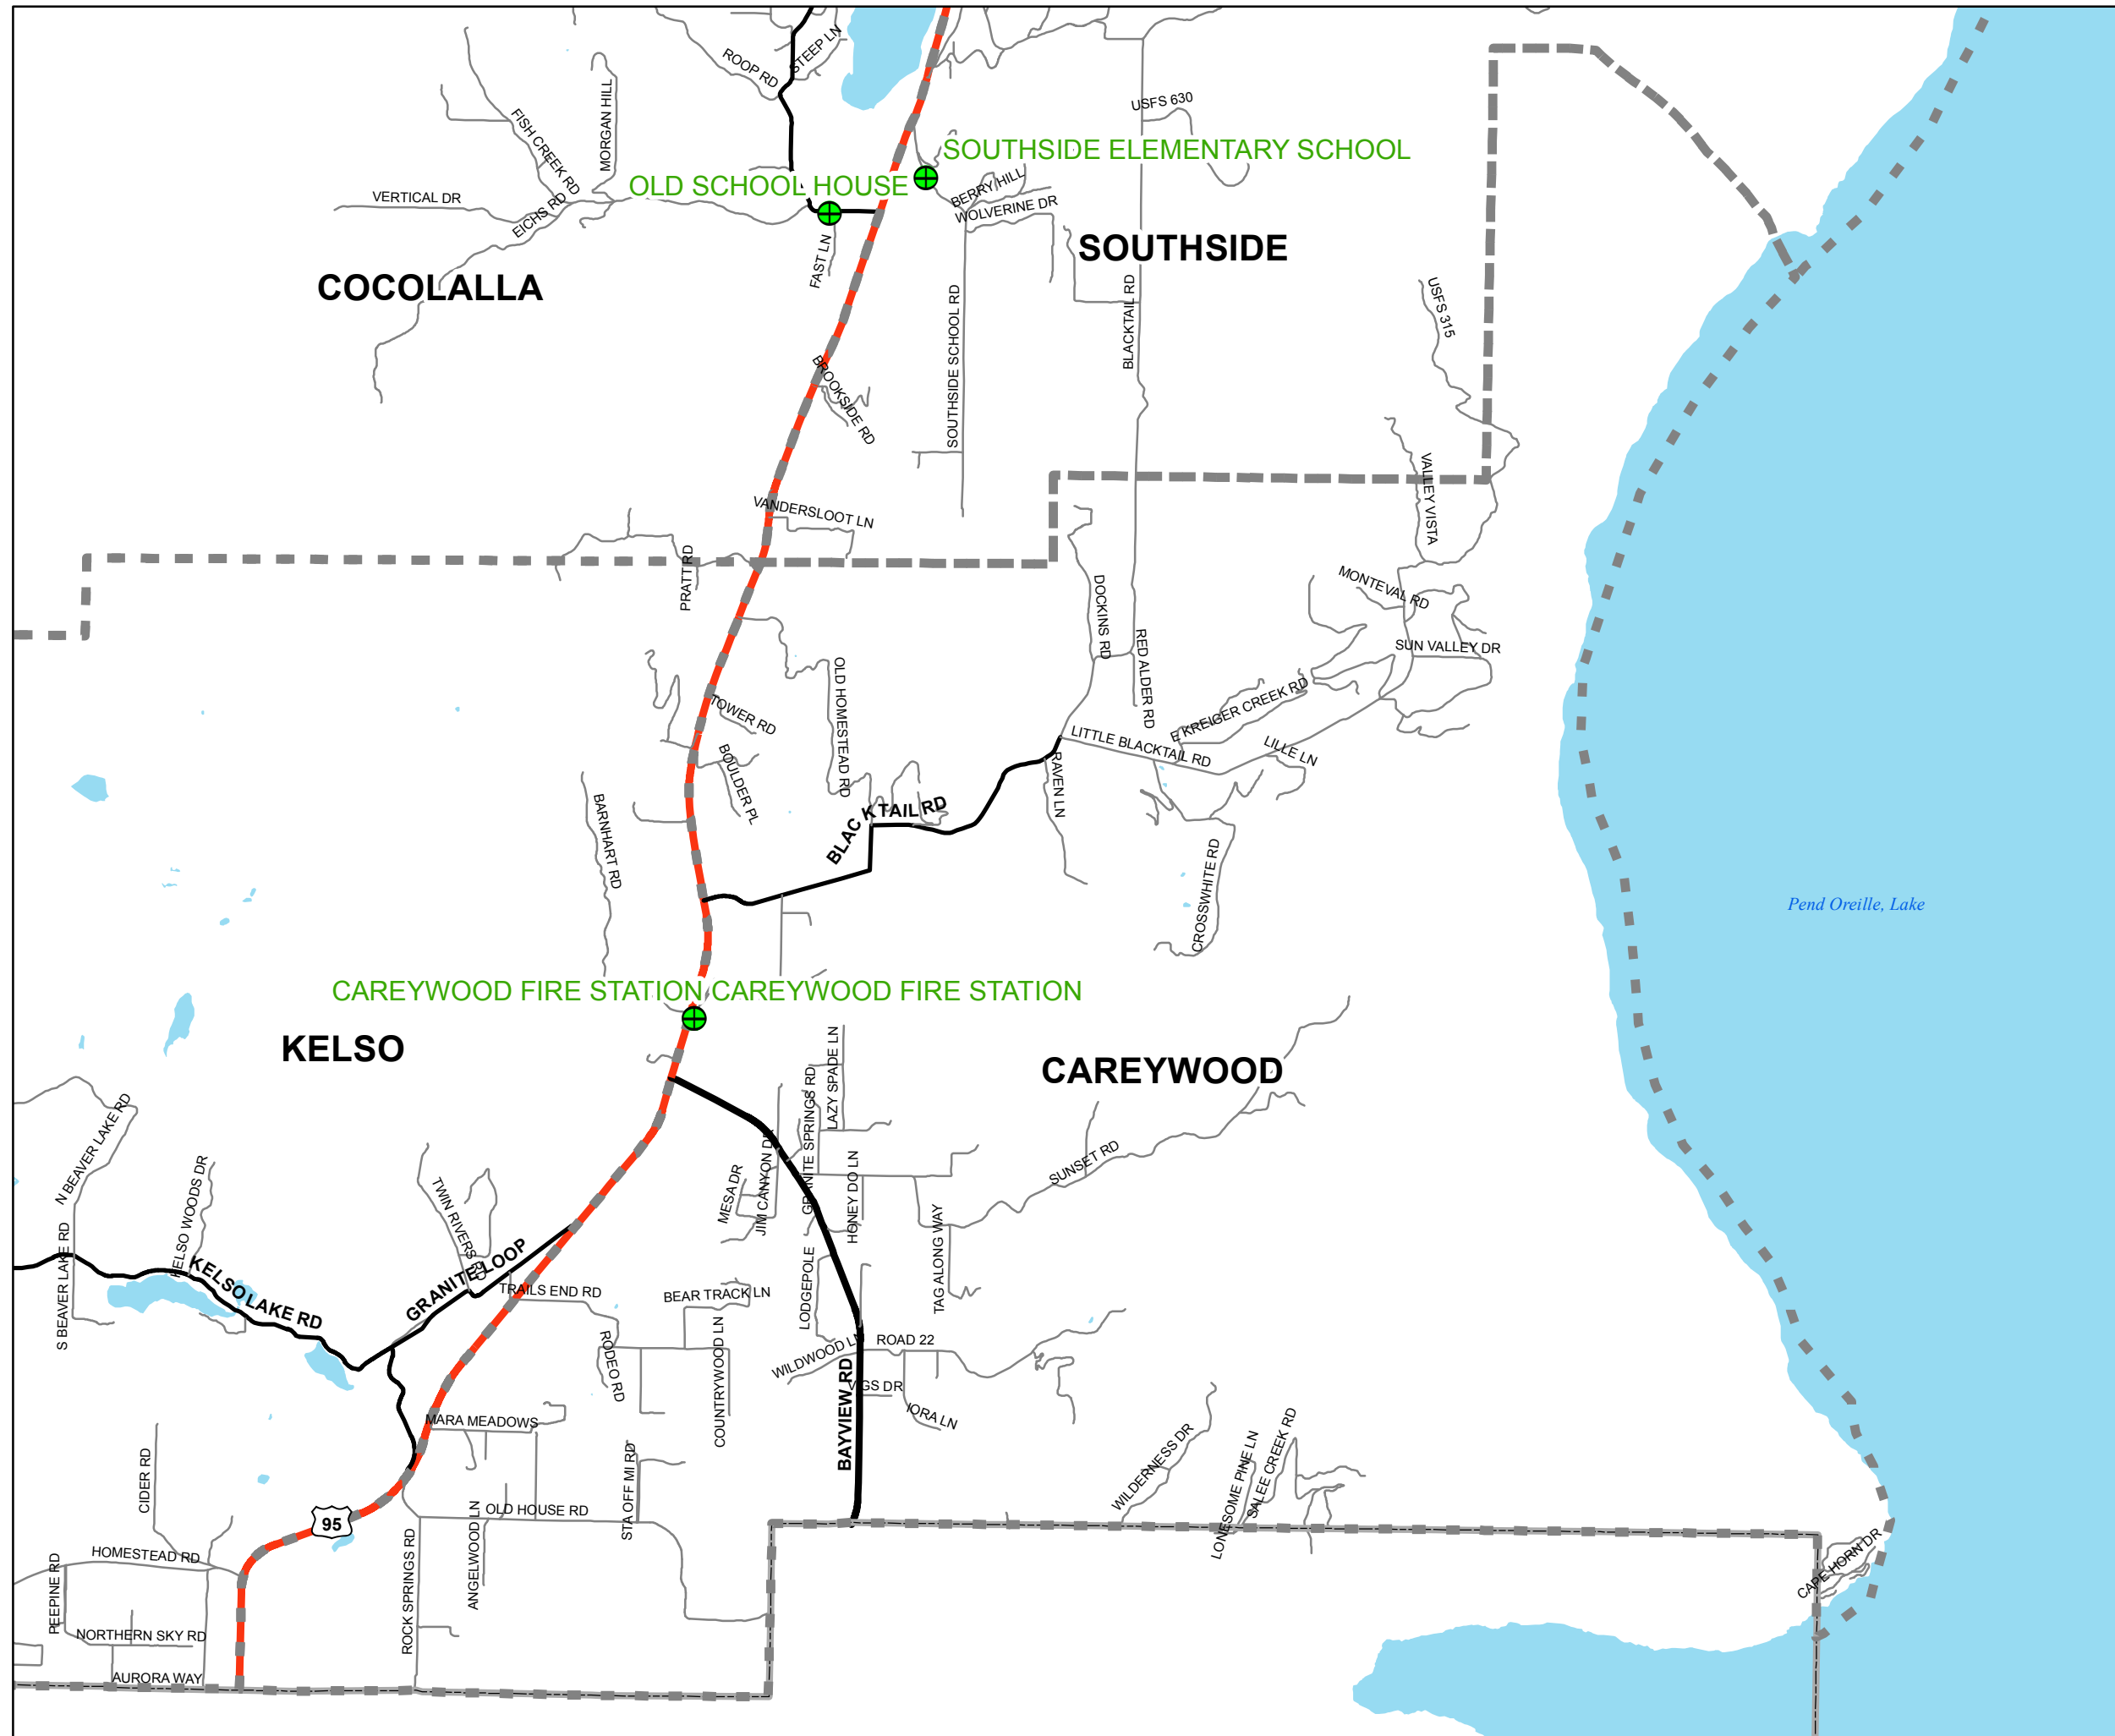 STEEP LN
ROOP RD
MORGAN HILL
FISH CREEK RD
USFS 630
SOUTHSIDE ELEMENTARY SCHOOL
OLD SCHOOL HOUSE
BERRY HILL
VERTICAL DR
EICHS RD
WOLVERINE DR
SOUTHSIDE
FAST LN
COCOLALLA
USFS 315
BLACKTAIL RD
SOUTHSIDE SCHOOL RD
BROOKSIDE RD
VALLEY VISTA
VANDERSLOOT LN
PRATT RD
MONTEVAL RD
DOCKINS RD
SUN VALLEY DR
RED ALDER RD
OLD HOMESTEAD RD
E KREIGER CREEK RD
TOWER RD
LITTLE BLACKTAIL RD
LILLE LN
BOULDER PL
RAVEN LN
BLACKTAIL RD
BARNHART RD
CROSSWHITE RD
Pend Oreille, Lake
CAREYWOOD FIRE STATION CAREYWOOD FIRE STATION
KELSO
CAREYWOOD
LAZY SPADE LN
GRANITE SPRINGS RD
N BEAVER LAKE RD
JIM CANYON DR
SUNSET RD
KELSO WOODS DR
MESA DR
HONEY DO LN
TWIN RIVERS RD
TAG ALONG WAY
S BEAVER LAKE RD
KELSO LAKE RD
GRANITE LOOP
LODGEPOLE
TRAILS END RD
BEAR TRACK LN
RODEO RD
COUNTRYWOOD LN
WILDWOOD LN
ROAD 22
VIGS DR
BAYVIEW RD
IORA LN
MARA MEADOWS
WILDERNESS DR
LONESOME PINE LN
SALEE CREEK RD
CIDER RD
STA OFF MI RD
OLD HOUSE RD
95
ANGELWOOD LN
HOMESTEAD RD
PEEPINE RD
ROCK SPRINGS RD
CAPE HORN DR
NORTHERN SKY RD
AURORA WAY